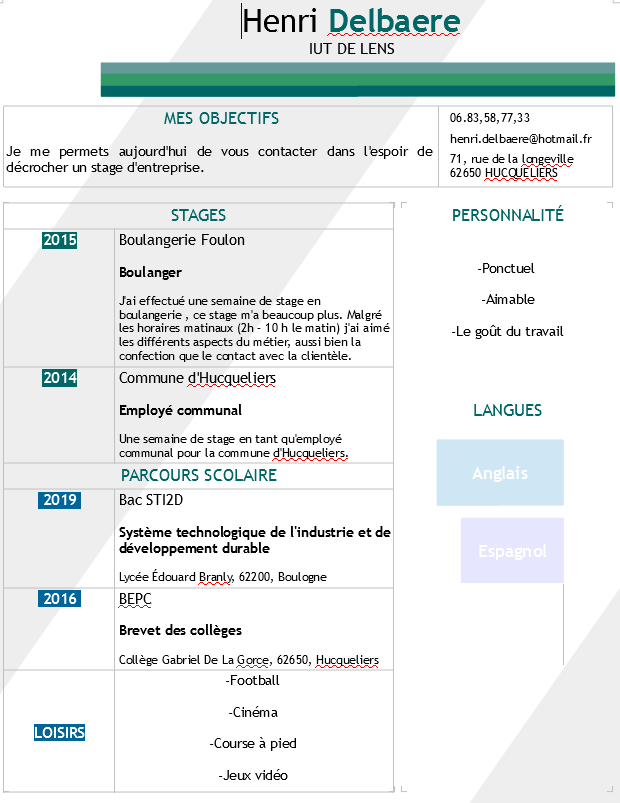 Henri Delbaere
IUT DE LENS
MES OBJECTIFS
Je me permets aujourd'hui de vous contacter dans l'espoir de
décrocher un stage d'entreprise.
06.83,58,77,33
henri.delbaere@hotmail.fr
71, rue de la longeville
62650 HUCQUELIERS
STAGES
2015
Boulangerie Foulon
Boulanger
J'ai effectué une semaine de stage en
boulangerie , ce stage m'a beaucoup plus. Malgré
les horaires matinaux (2h – 10 h le matin) j'ai aimé
les différents aspects du métier, aussi bien la
confection que le contact avec la clientèle.
2014
Commune d'Hucqueliers
Employé communal
Une semaine de stage en tant qu'employé
communal pour la commune d'Hucqueliers.
PARCOURS SCOLAIRE
2019
Bac STI2D
Système technologique de l'industrie et de
développement durable
Lycée Édouard Branly, 62200, Boulogne
2016
BEPC
Brevet des collèges
Collège Gabriel De La Gorce, 62650, Hucqueliers
LOISIRS
-Football
-Cinéma
-Course à pied
-Jeux vidéo
PERSONNALITÉ
-Ponctuel
-Aimable
-Le goût du travail
LANGUES
Anglais
Espagnol